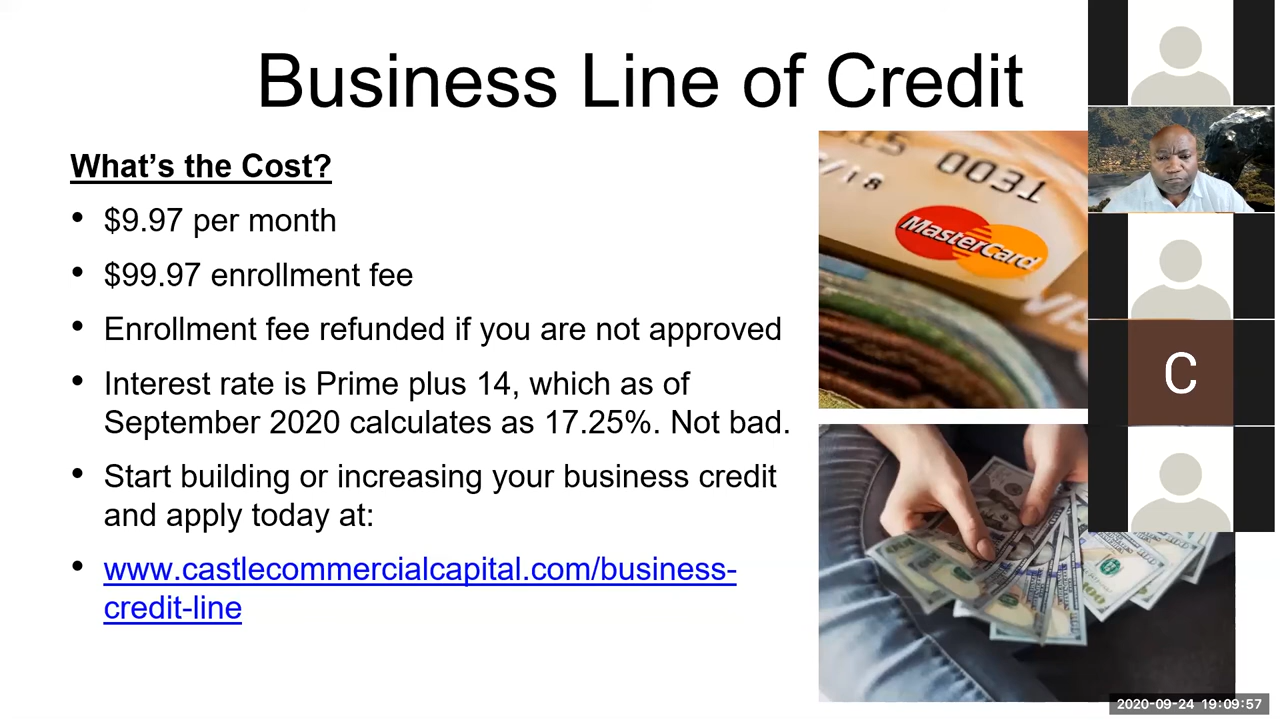 Business Line of Credit
What's the Cost?
• $9.97 per month
• $99.97 enrollment fee
• Enrollment fee refunded if you are not approved
• Interest rate is Prime plus 14, which as of
September 2020 calculates as 17.25%. Not bad.
• Start building or increasing your business credit
and apply today at:
• www.castlecommercialcapital.com/business-
credit-line
0031
MasterCard
C
2020-09-24 19:09:57